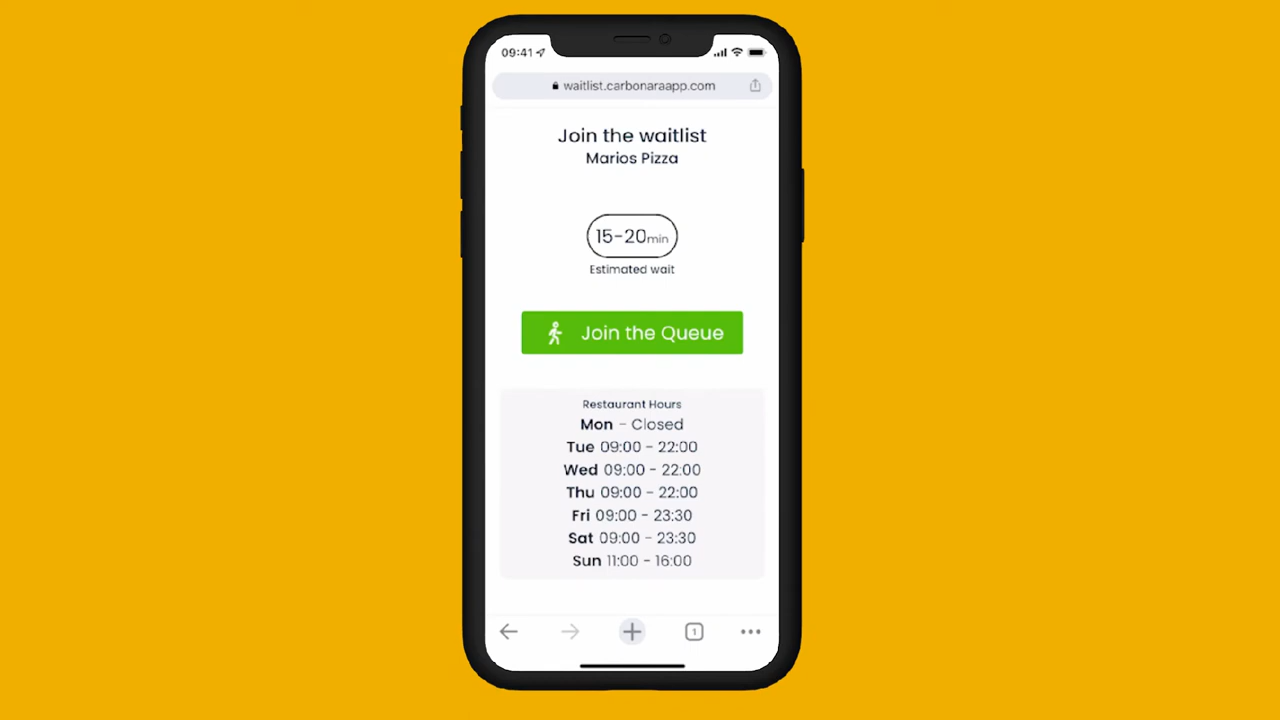 09:41
waitlist.carbonaraapp.com
Join the waitlist
Marios Pizza
15-20min
Estimated wait
Join the Queue
Restaurant Hours
Mon - Closed
Tue 09:00 - 22:00
Wed 09:00 - 22:00
Thu 09:00 - 22:00
Fri 09:00 - 23:30
Sat 09:00 - 23:30
Sun 11:00 - 16:00
1